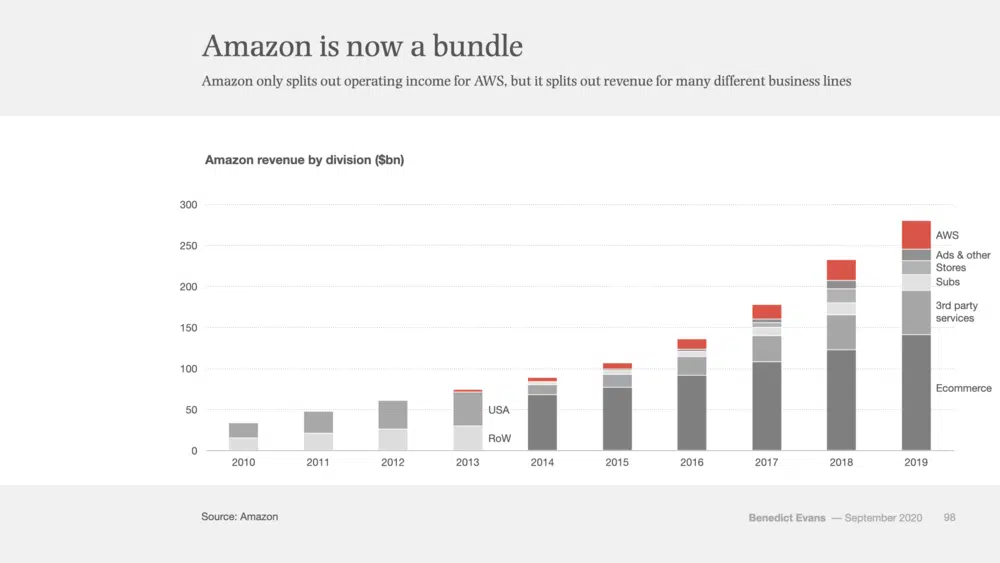 Amazon is now a bundle
Amazon only splits out operating income for AWS, but it splits out revenue for many different business lines
Amazon revenue by division ($bn)
300
250
200
150
100
50
0
AWS
Ads & other
Stores
Subs
3rd party
services
Ecommerce
USA
RoW
2010 2011 2012 2013 2014 2015 2016 2017 2018 2019
Source: Amazon
Benedict Evans — September 2020 98